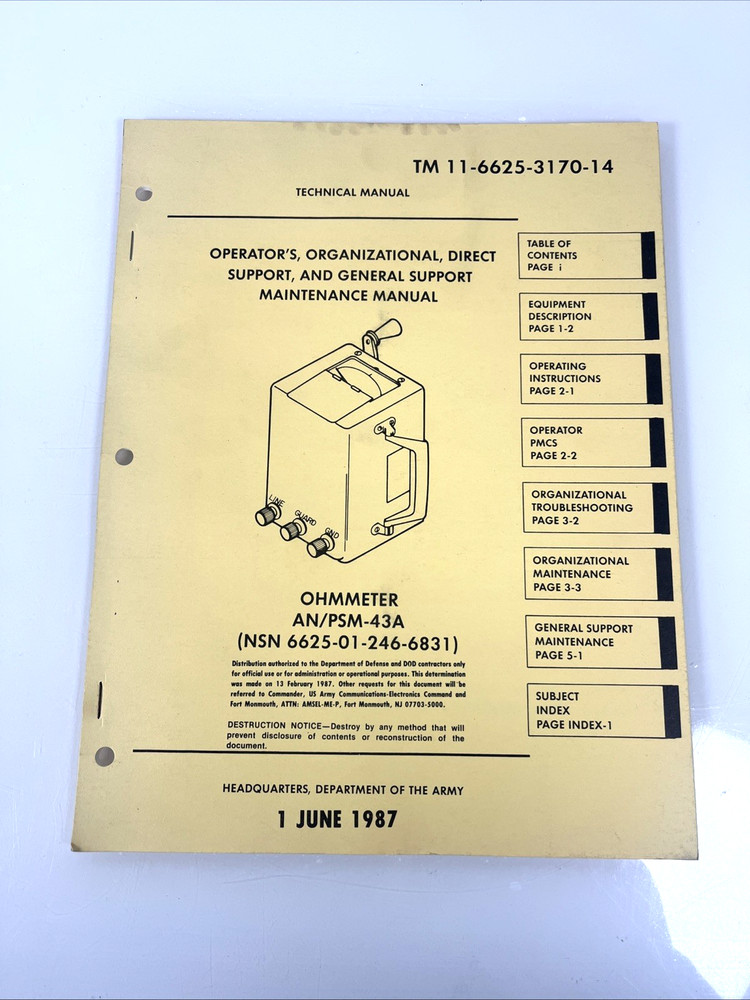 TM 11-6625-3170-14
TECHNICAL MANUAL
OPERATOR'S, ORGANIZATIONAL, DIRECT
SUPPORT, AND GENERAL SUPPORT
MAINTENANCE MANUAL
LINE
GUARD
GND
OHMMETER
AN/PSM-43A
(NSN 6625-01-246-6831)
Distribution authorized to the Department of Defense and DOD contractors only
for official use or for administration or operational purposes. This determination
was made on 13 February 1987. Other requests for this document will be
referred to Commander, US Army Communications-Electronics Command and
Fort Monmouth, ATTN: AMSEL-ME-P, Fort Monmouth, NJ 07703-5000.
DESTRUCTION NOTICE—Destroy by any method that will
prevent disclosure of contents or reconstruction of the
document.
HEADQUARTERS, DEPARTMENT OF THE ARMY
1 JUNE 1987
TABLE OF
CONTENTS
PAGE i
EQUIPMENT
DESCRIPTION
PAGE 1-2
OPERATING
INSTRUCTIONS
PAGE 2-1
OPERATOR
PMCS
PAGE 2-2
ORGANIZATIONAL
TROUBLESHOOTING
PAGE 3-2
ORGANIZATIONAL
MAINTENANCE
PAGE 3-3
GENERAL SUPPORT
MAINTENANCE
PAGE 5-1
SUBJECT
INDEX
PAGE INDEX-1